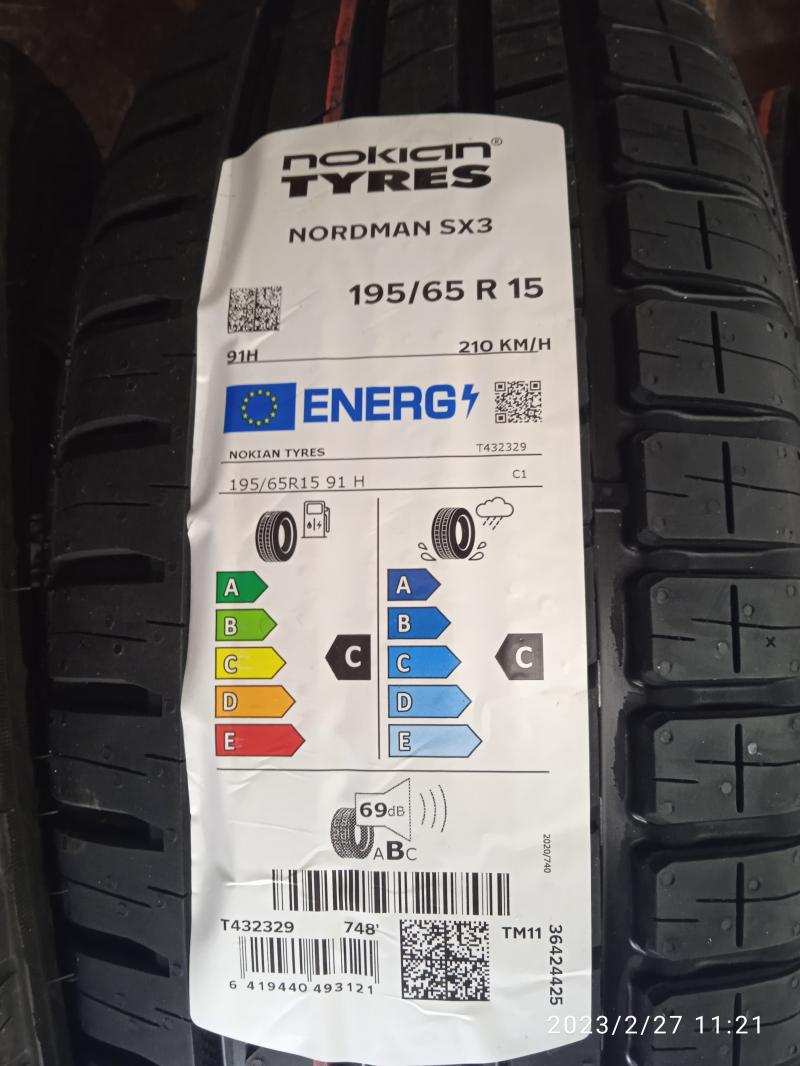 nokian®
TYRES
NORDMAN SX3
195/65 R 15
91H 210 KM/H
ENERG
NOKIAN TYRES T432329
195/65R15 91 H C1
A A
B B
C C C C
D D
E E
69dB
ABC
2020/740
T432329 748' TM11
36424425
6 419440 493121
2023/2/27 11:21